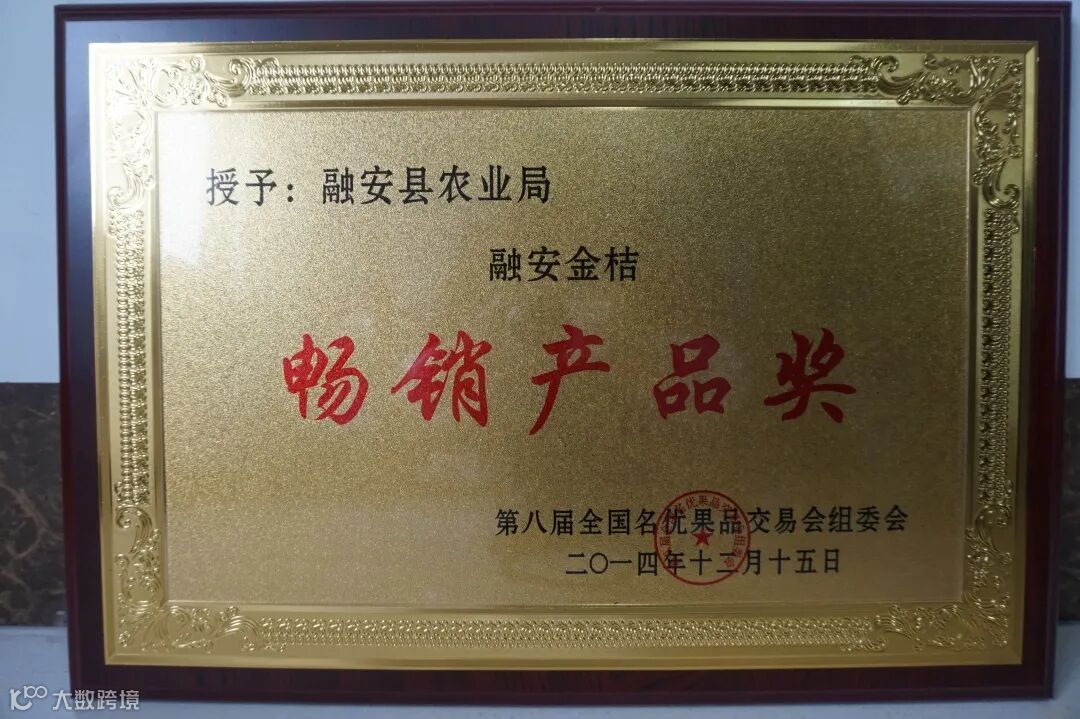 授予：融安县农业局
融安金桔
畅销产品奖
第八届全国名优果品交易会组委会
二〇一四年十二月十五日
大数跨境